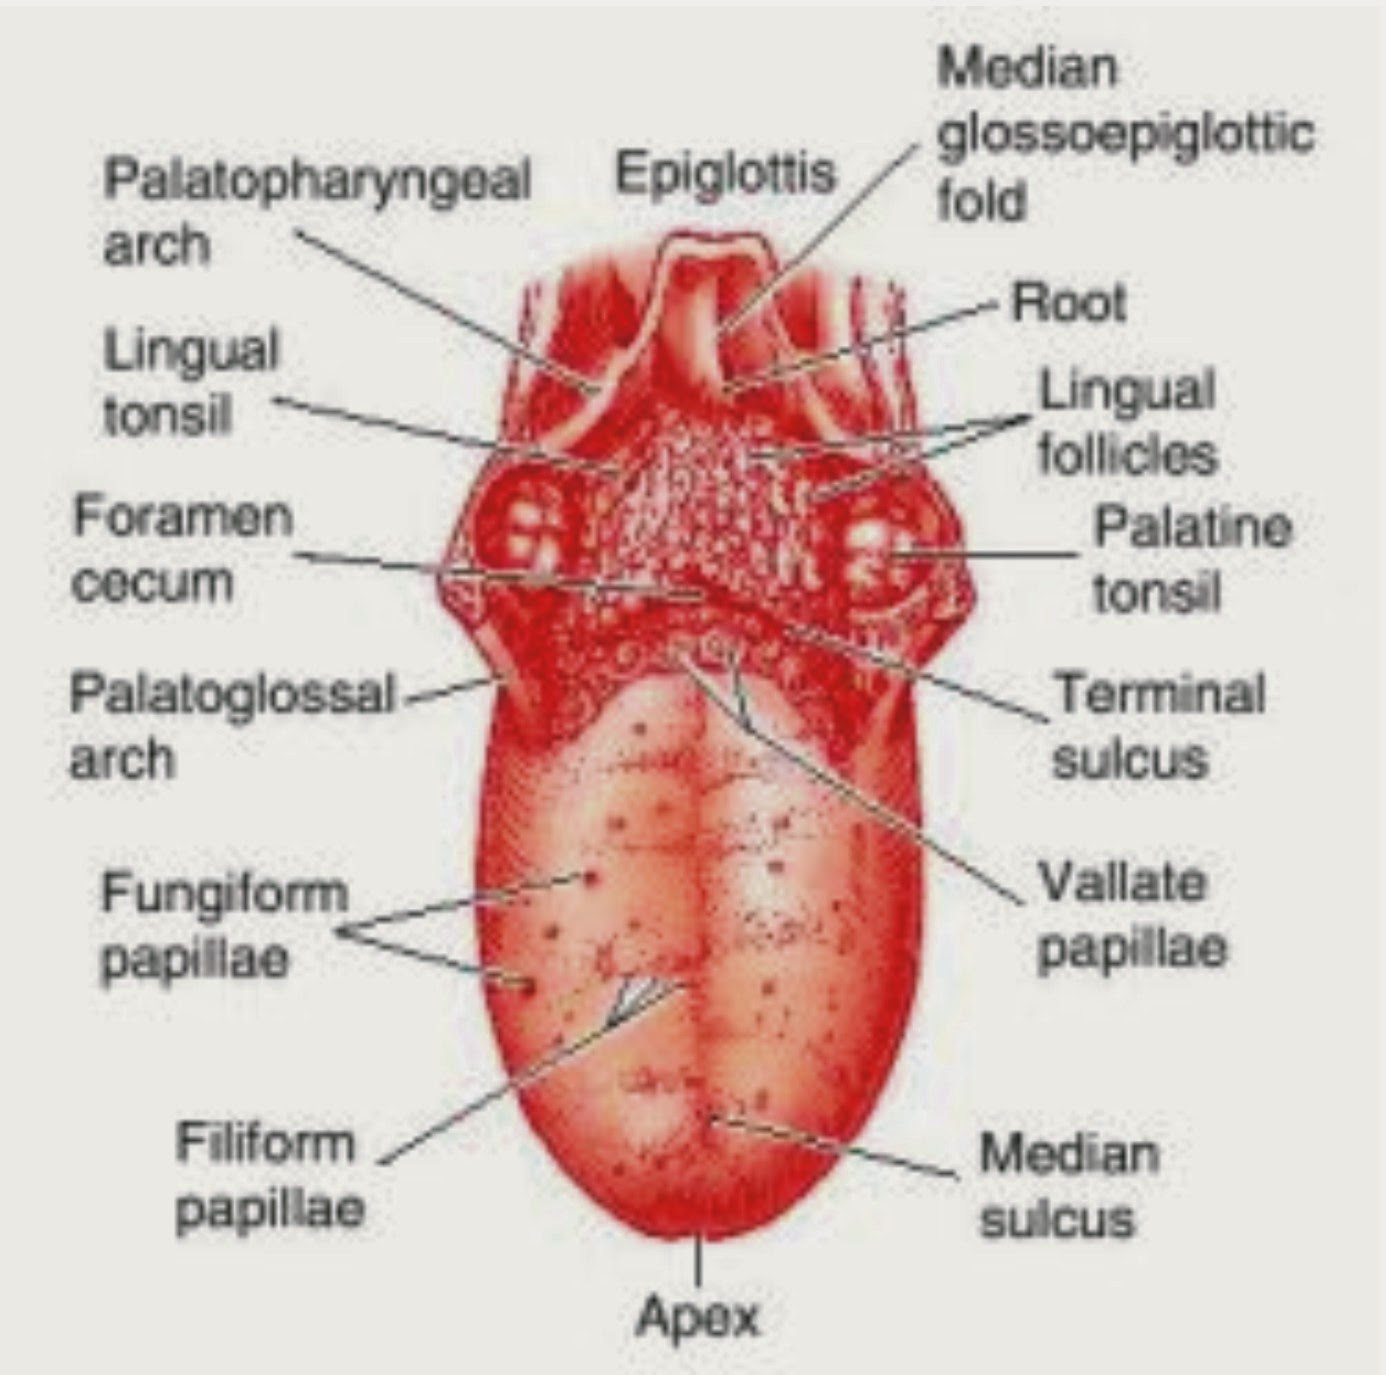 Median
glossoepiglottic
fold
Epiglottis
Palatopharyngeal
arch
Root
Lingual
tonsil
Lingual
follicles
Foramen
cecum
Palatine
tonsil
Palatoglossal
arch
Terminal
sulcus
Fungiform
papillae
Vallate
papillae
Filiform
papillae
Median
sulcus
Apex